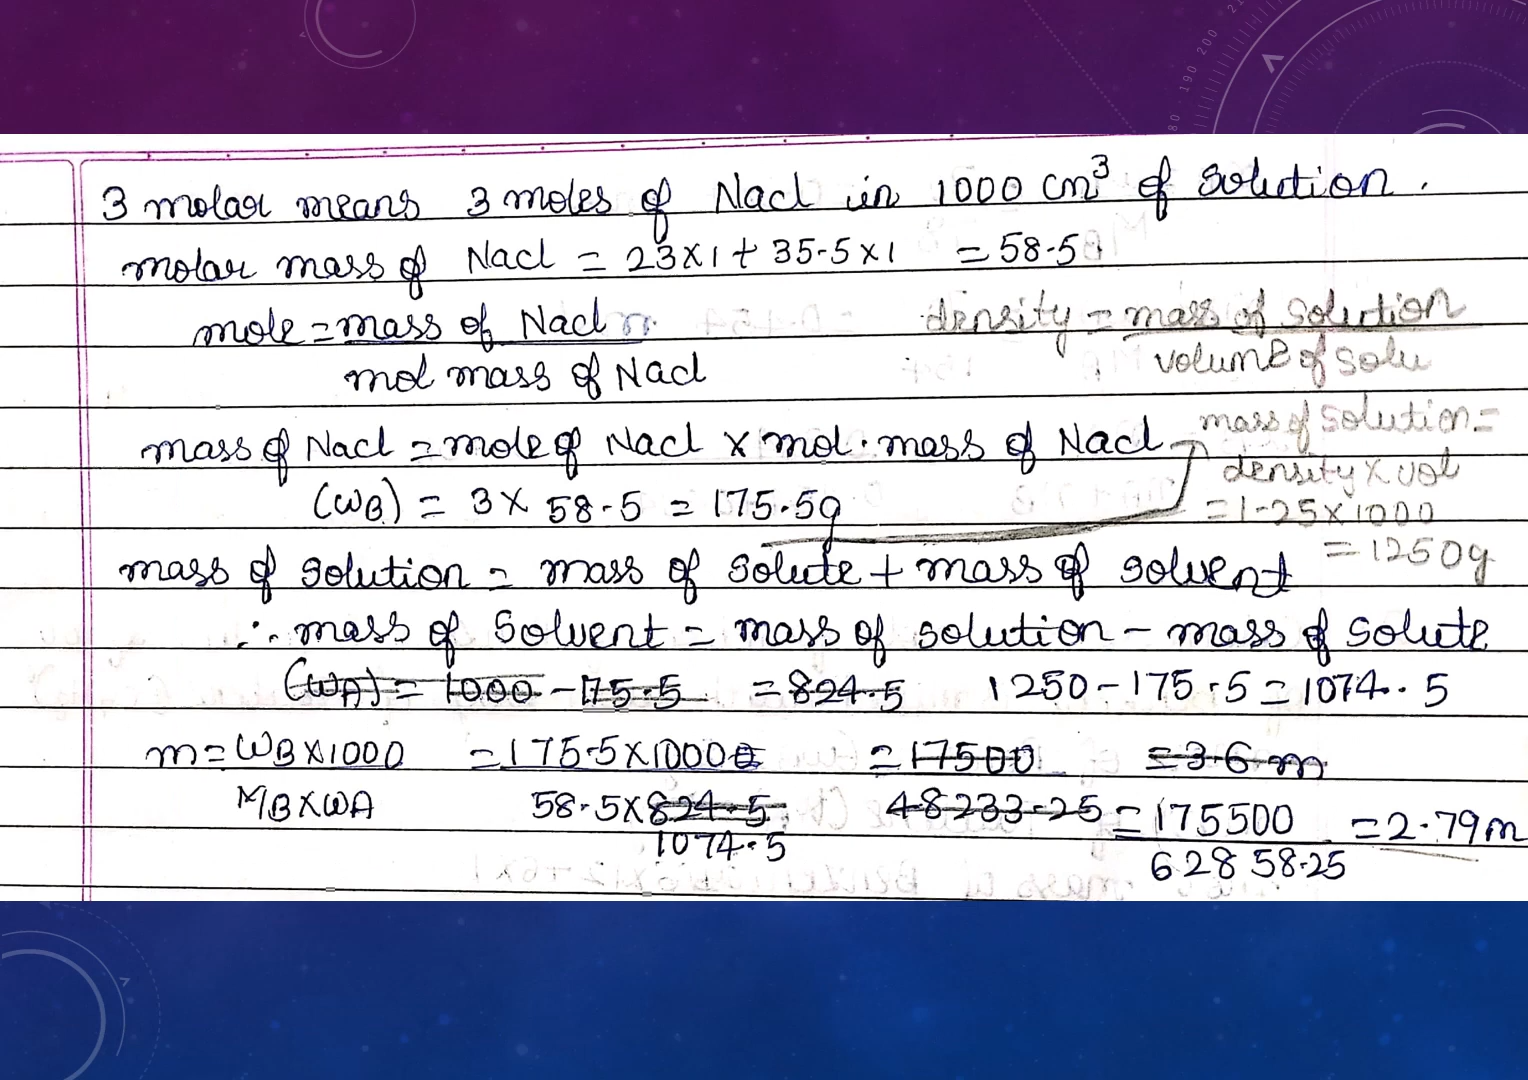 3 molar means 3 moles of Nacl in 1000 cm³ of solution.
molar mass of Nacl = 23×1 + 35.5×1 = 58.5
mole = mass of Nacl
mol mass of Nacl
density = mass of solution
volume of solu
mass of Nacl = mole of Nacl × mol. mass of Nacl
(WB) = 3 × 58.5 = 175.5g
mass of solution =
density × vol
= 1.25×1000
= 1250g
mass of solution = mass of solute + mass of solvent
∴ mass of Solvent = mass of solution - mass of solute
(WA) = 1000 - 175.5 = 824.5 1250 - 175.5 = 1074.5
m = WB×1000 = 175.5×1000 = 17500 = 3.6 m
MB×WA 58.5×824.5 48233.25 = 175500 = 2.79m
1074.5 62858.25
80 190 200 21